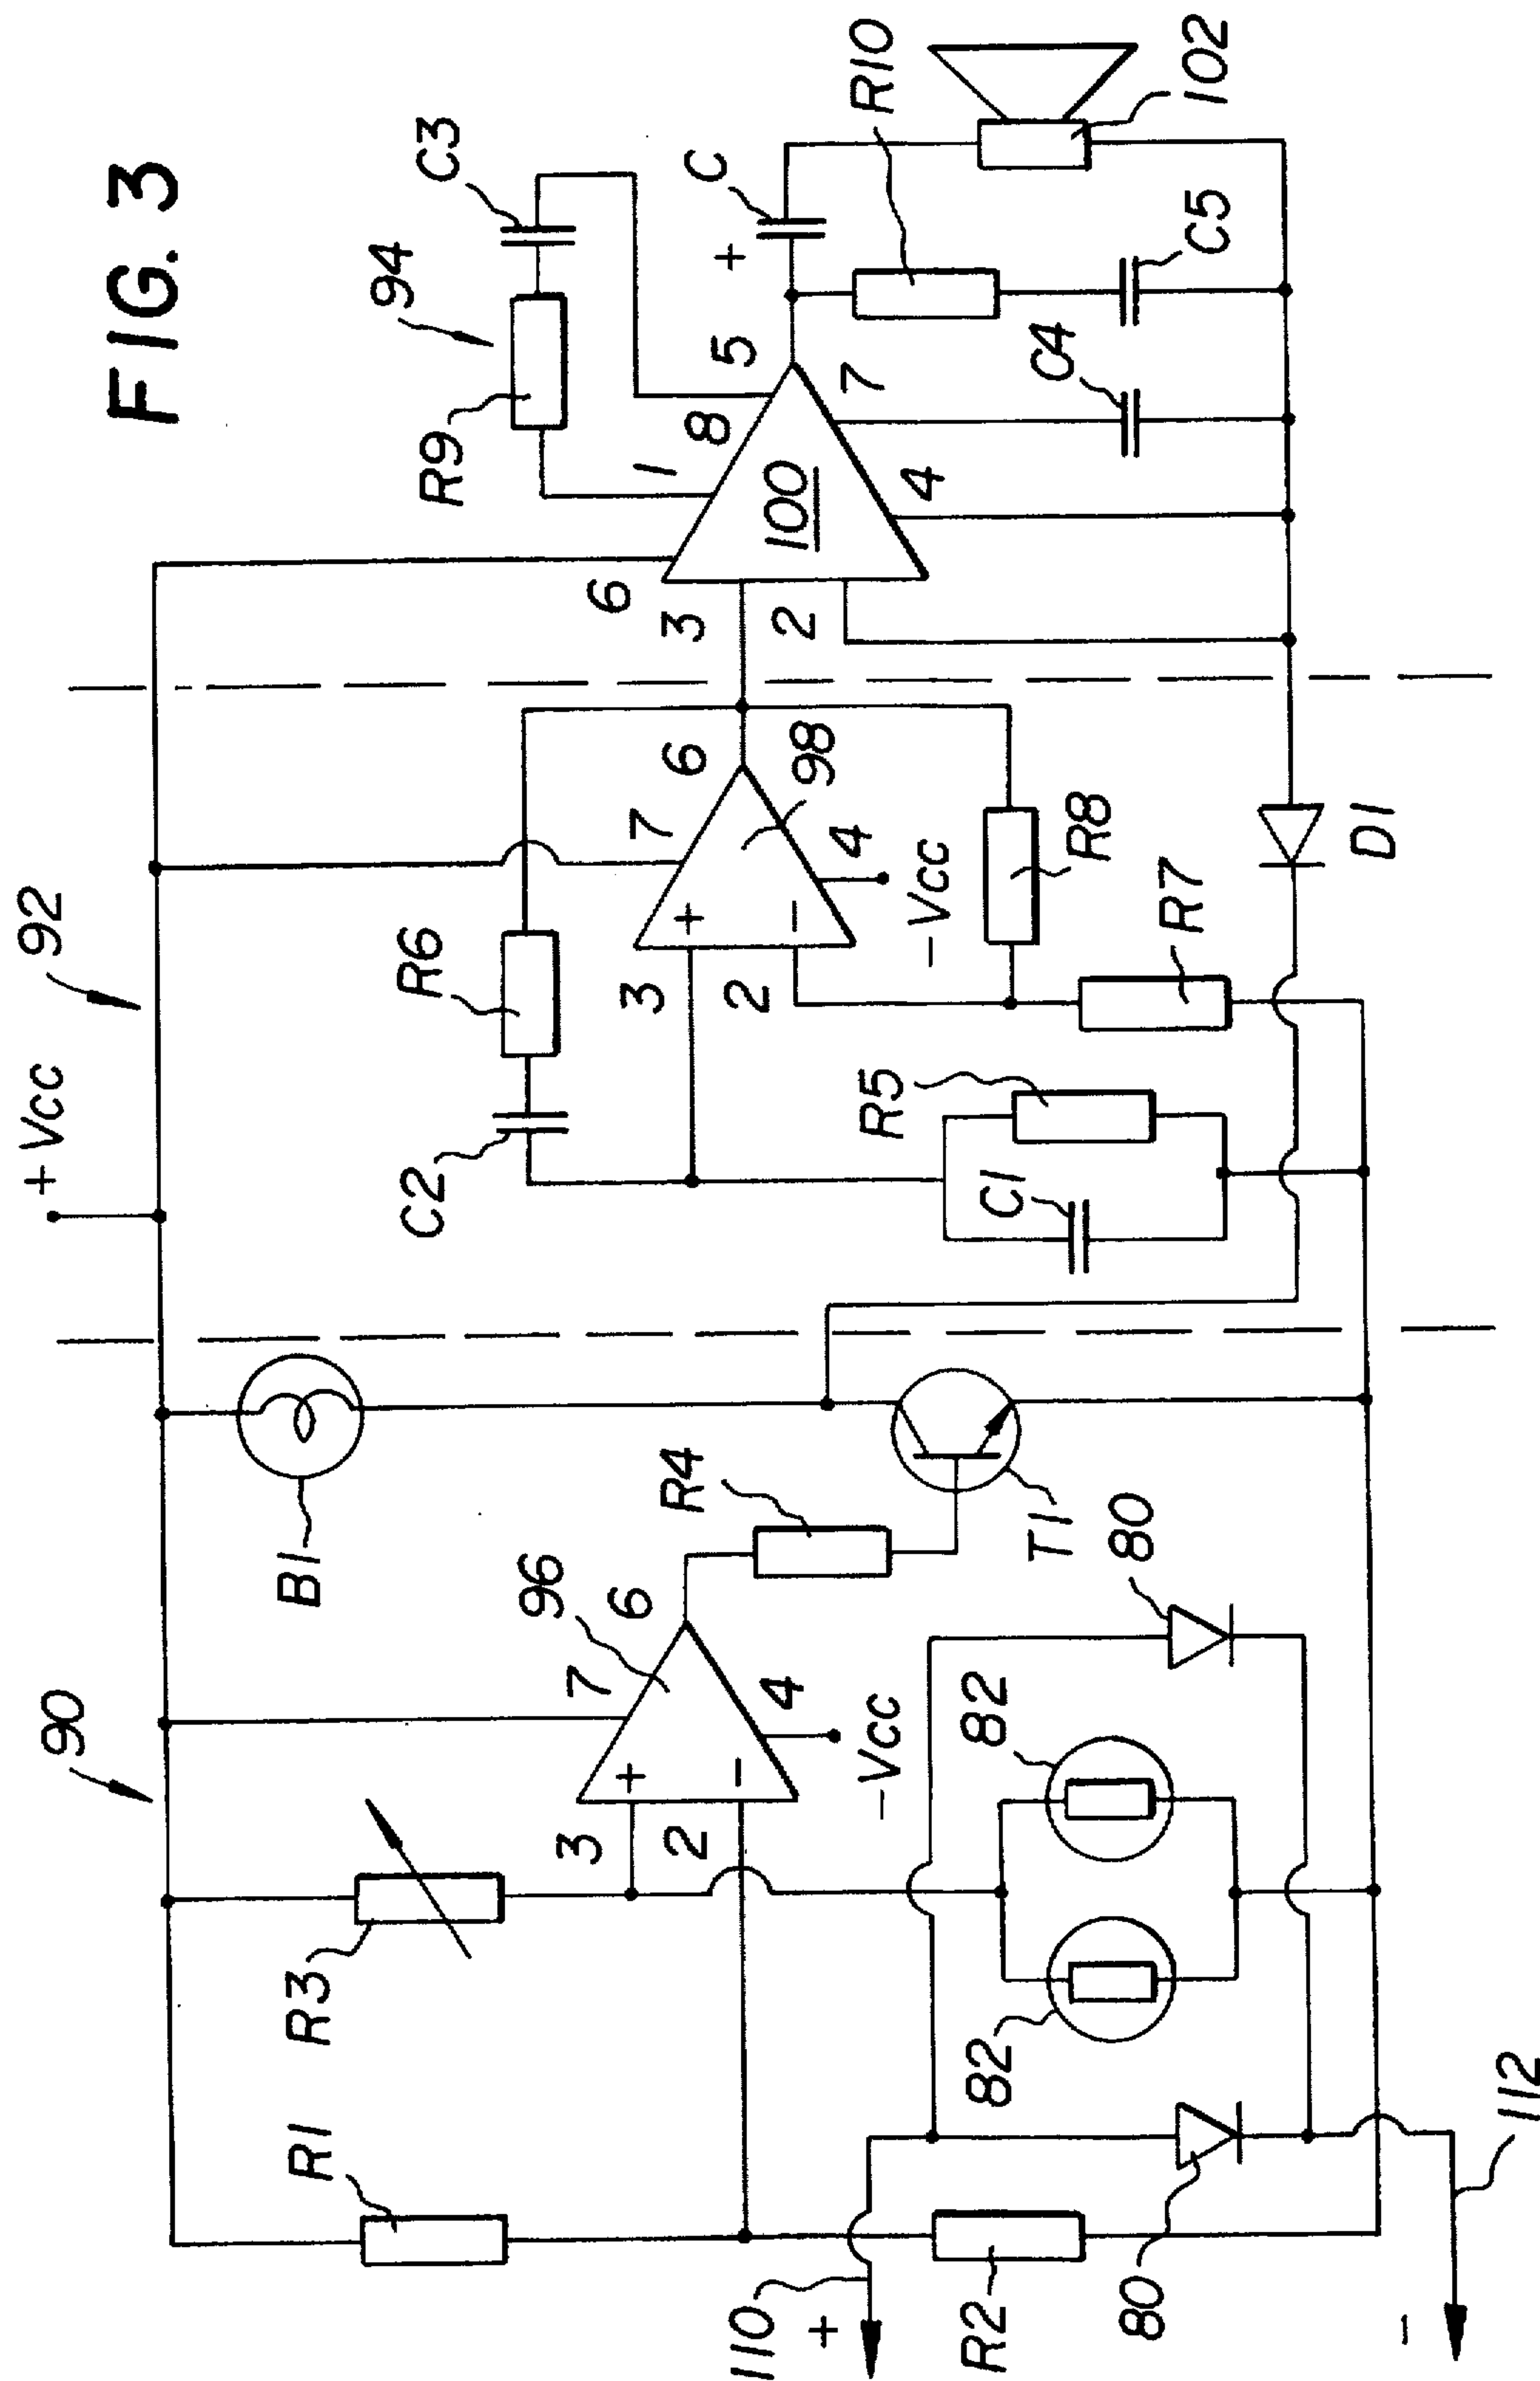 FIG. 3
+Vcc
90
92
94
R1
R3
B1
C2
R6
R9
C3
96
7
6
3
+
2
−
4
−Vcc
R4
T1
3
+
2
−
7
6
98
4
−Vcc
R8
R7
R5
C1
6
3
2
1
8
5
100
7
4
+
C
R10
C4
C5
102
D1
110
+
R2
80
82
82
80
−
112